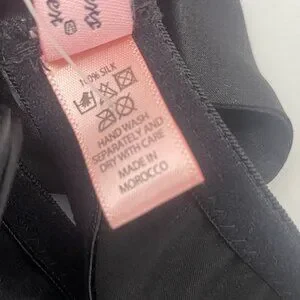 100% SILK
HAND WASH
SEPARATELY AND
DRY WITH CARE
MADE IN
MOROCCO